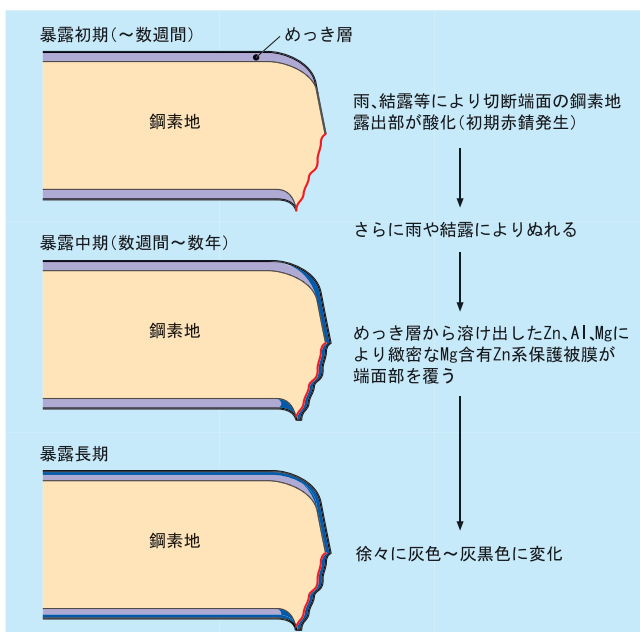 暴露初期（～数週間）
めっき層
鋼素地
雨、結露等により切断端面の鋼素地
露出部が酸化（初期赤錆発生）
さらに雨や結露によりぬれる
暴露中期（数週間～数年）
鋼素地
めっき層から溶け出したZn、Al、Mgに
より緻密なMg含有Zn系保護被膜が
端面部を覆う
暴露長期
鋼素地
徐々に灰色～灰黒色に変化